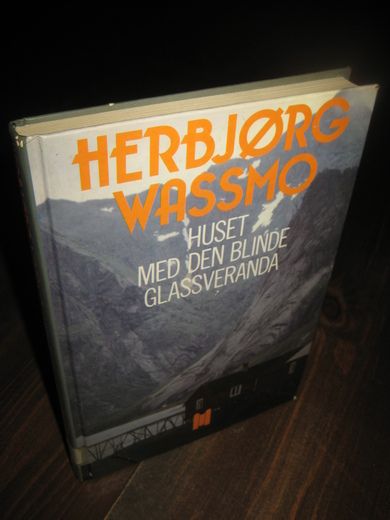 HERBJØRG
WASSMO
HUSET
MED DEN BLINDE
GLASSVERANDA